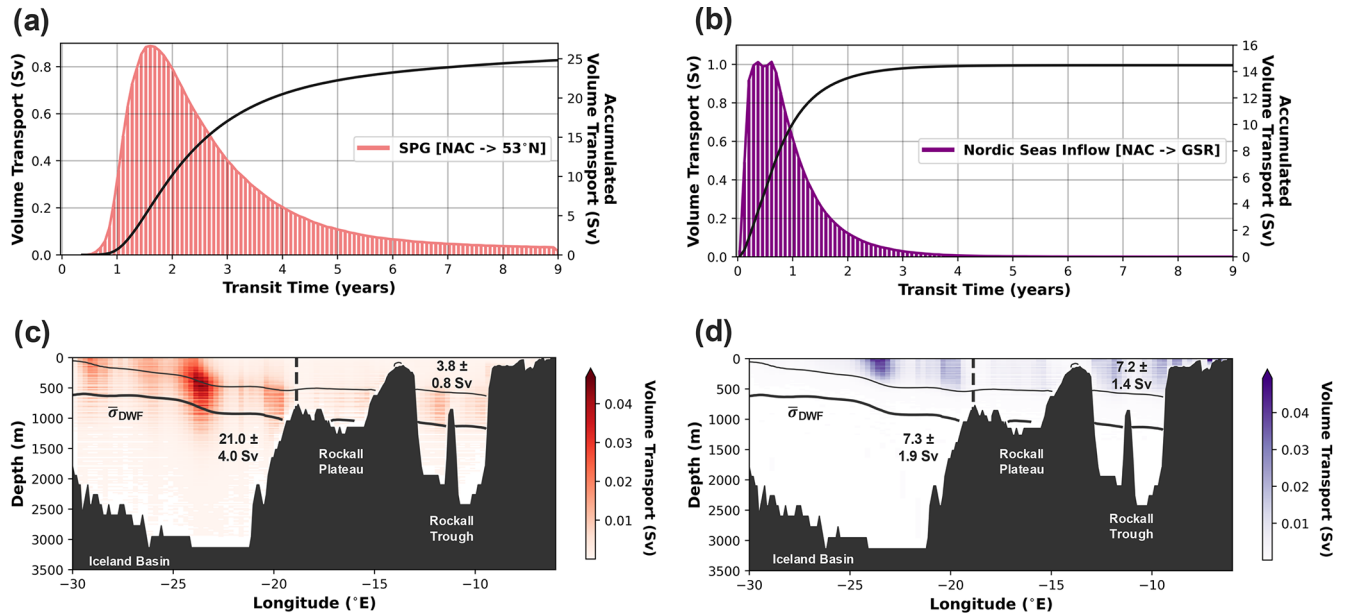 (a)
Volume Transport (Sv)
0.8
0.6
0.4
0.2
0.0
0 1 2 3 4 5 6 7 8 9
Transit Time (years)
25
20
15
10
5
0
Accumulated
Volume Transport (Sv)
SPG [NAC -> 53°N]
(b)
Volume Transport (Sv)
1.0
0.8
0.6
0.4
0.2
0.0
0 1 2 3 4 5 6 7 8 9
Transit Time (years)
16
14
12
10
8
6
4
2
0
Accumulated
Volume Transport (Sv)
Nordic Seas Inflow [NAC -> GSR]
(c)
Depth (m)
0
500
1000
1500
2000
2500
3000
3500
−30 −25 −20 −15 −10
Longitude (°E)
σ̅DWF
21.0 ±
4.0 Sv
3.8 ±
0.8 Sv
Rockall
Plateau
Rockall
Trough
Iceland Basin
0.04
0.03
0.02
0.01
Volume Transport (Sv)
(d)
Depth (m)
0
500
1000
1500
2000
2500
3000
3500
−30 −25 −20 −15 −10
Longitude (°E)
σ̅DWF
7.3 ±
1.9 Sv
7.2 ±
1.4 Sv
Rockall
Plateau
Rockall
Trough
Iceland Basin
0.04
0.03
0.02
0.01
Volume Transport (Sv)